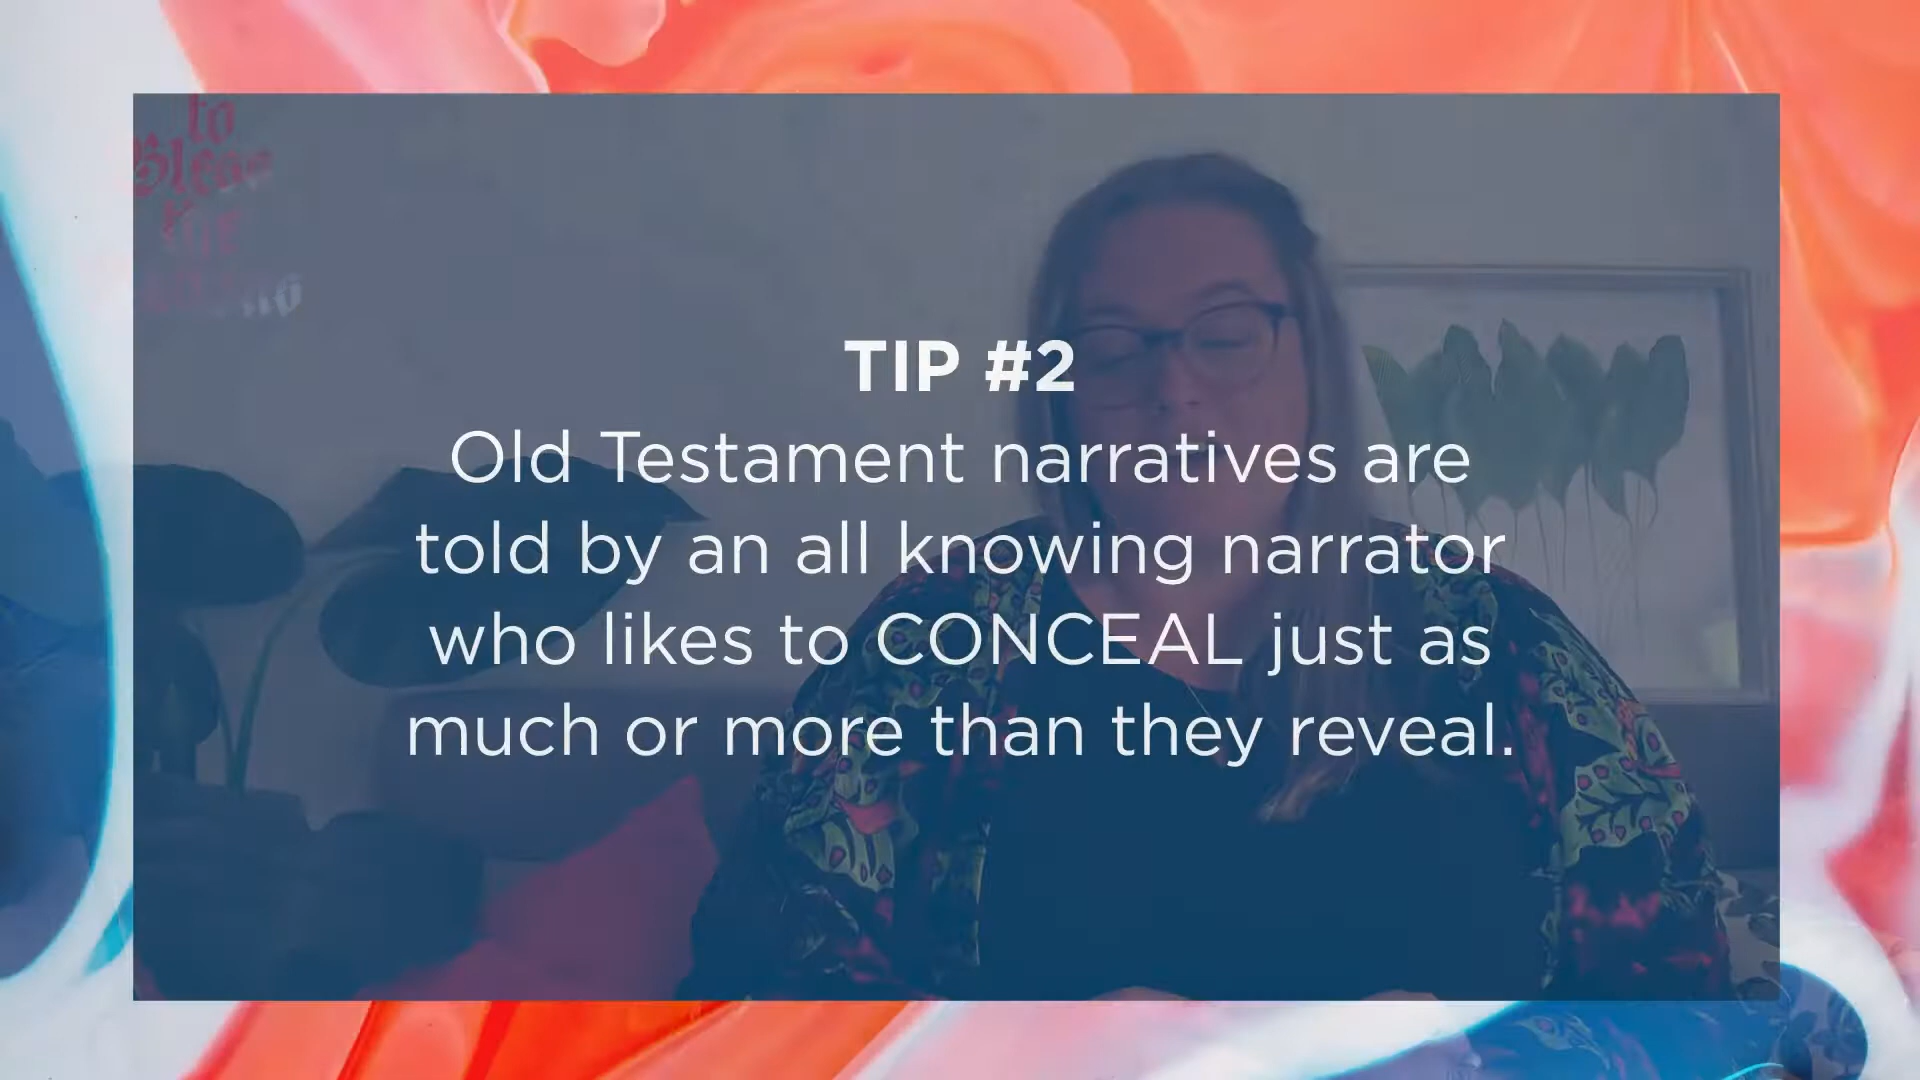 to
TIP #2
Old Testament narratives are
told by an all knowing narrator
who likes to CONCEAL just as
much or more than they reveal.